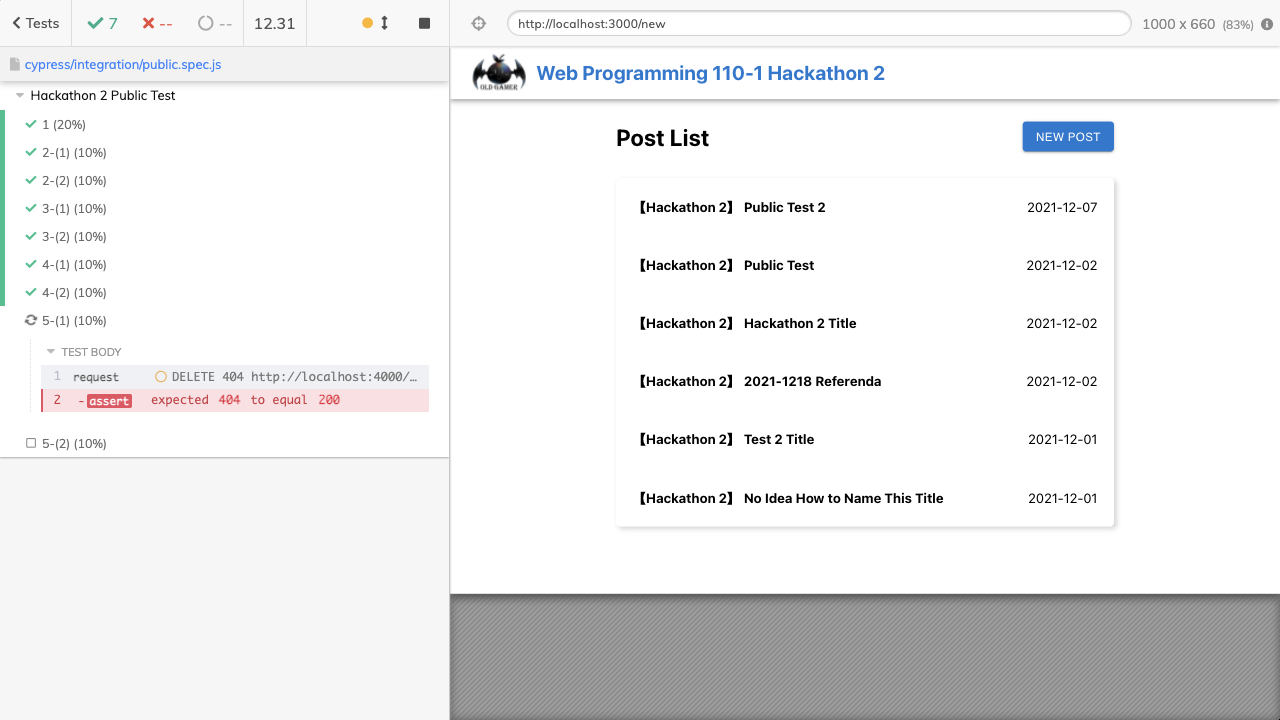 Tests 7 -- -- 12.31
cypress/integration/public.spec.js
Hackathon 2 Public Test
1 (20%)
2-(1) (10%)
2-(2) (10%)
3-(1) (10%)
3-(2) (10%)
4-(1) (10%)
4-(2) (10%)
5-(1) (10%)
TEST BODY
1 request DELETE 404 http://localhost:4000/…
2 -assert expected 404 to equal 200
5-(2) (10%)
http://localhost:3000/new 1000 x 660 (83%)
OLD GAMER
Web Programming 110-1 Hackathon 2
Post List
NEW POST
【Hackathon 2】 Public Test 2 2021-12-07
【Hackathon 2】 Public Test 2021-12-02
【Hackathon 2】 Hackathon 2 Title 2021-12-02
【Hackathon 2】 2021-1218 Referenda 2021-12-02
【Hackathon 2】 Test 2 Title 2021-12-01
【Hackathon 2】 No Idea How to Name This Title 2021-12-01